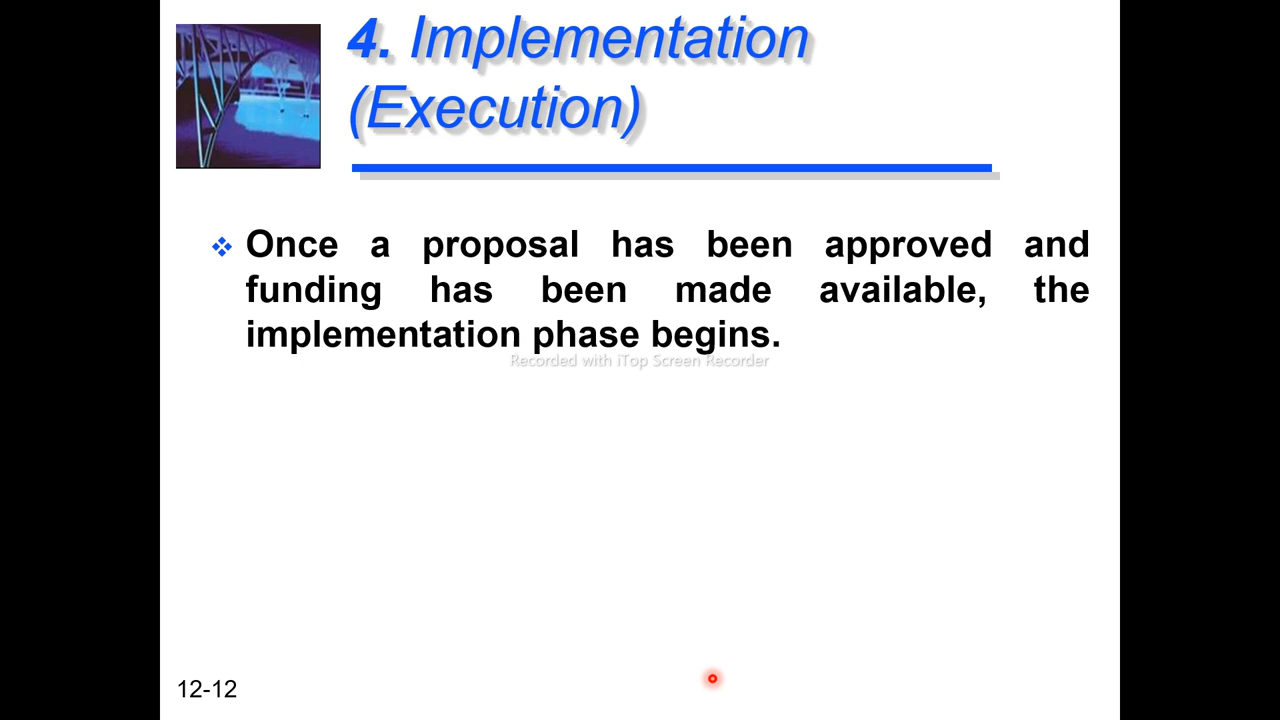 4. Implementation
(Execution)
Once a proposal has been approved and
funding has been made available, the
implementation phase begins.
Recorded with iTop Screen Recorder
12-12